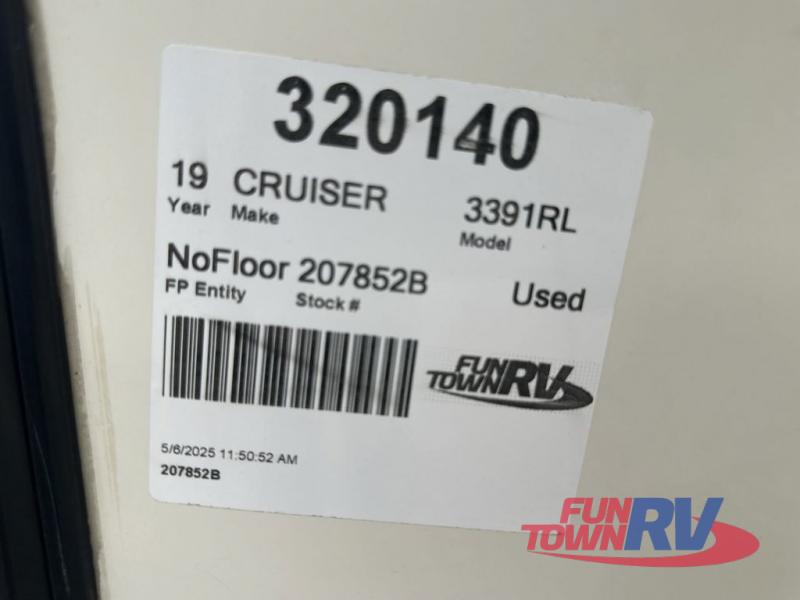 320140
19 CRUISER 3391RL
Year Make Model
NoFloor 207852B Used
FP Entity Stock #
FUN
TOWN RV
5/6/2025 11:50:52 AM
207852B
FUN
TOWN RV